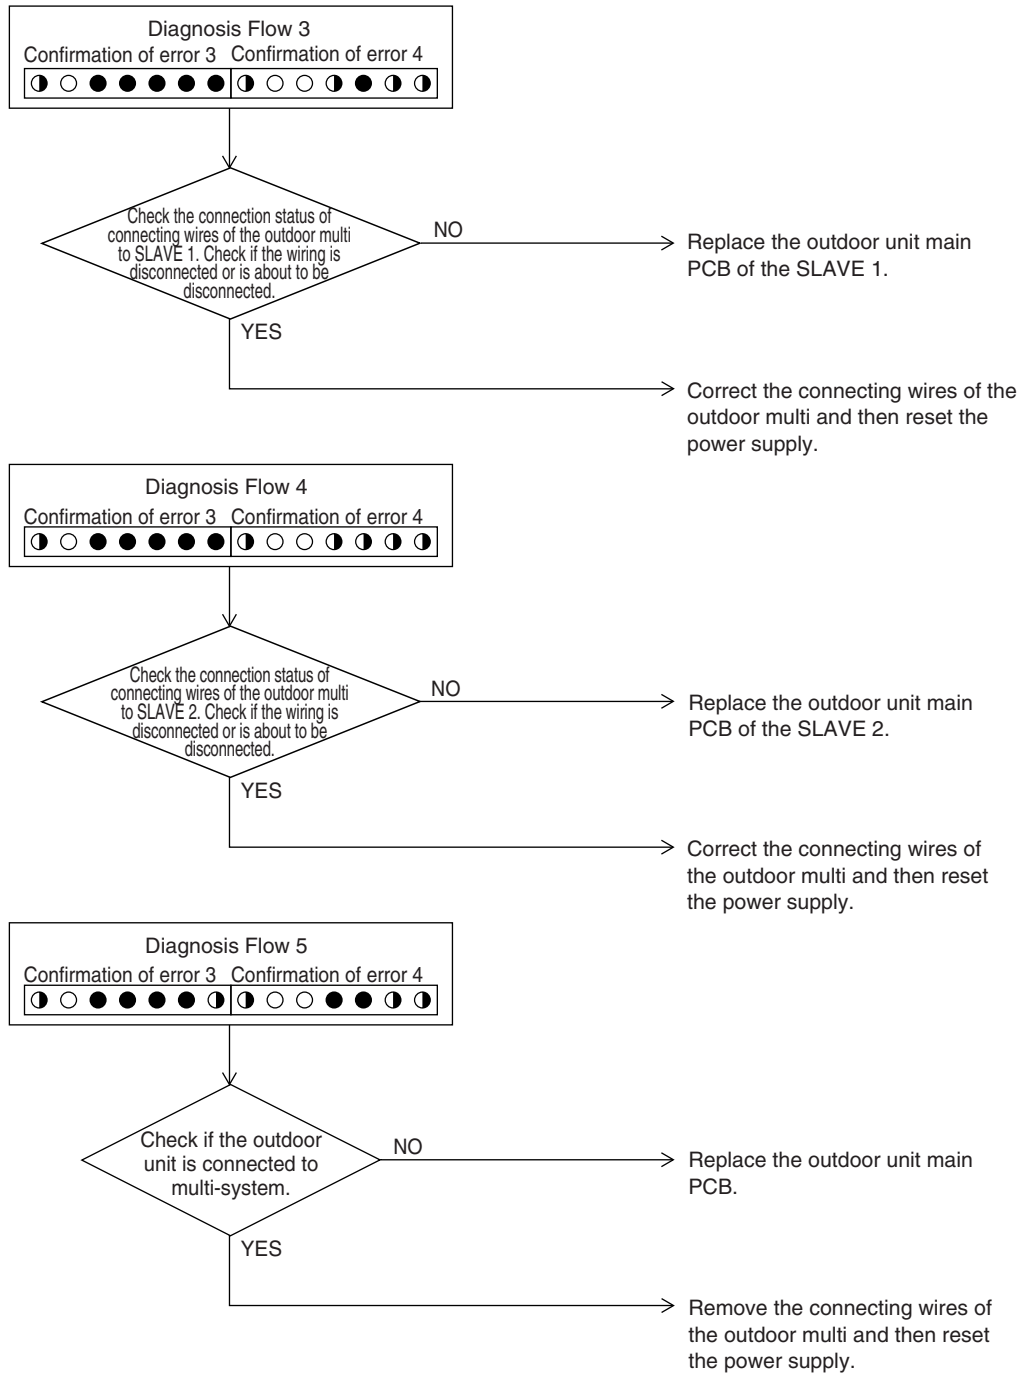 Diagnosis Flow 3
Confirmation of error 3 Confirmation of error 4
Check the connection status of
connecting wires of the outdoor multi
to SLAVE 1. Check if the wiring is
disconnected or is about to be
disconnected.
NO
Replace the outdoor unit main
PCB of the SLAVE 1.
YES
Correct the connecting wires of the
outdoor multi and then reset the
power supply.
Diagnosis Flow 4
Confirmation of error 3 Confirmation of error 4
Check the connection status of
connecting wires of the outdoor multi
to SLAVE 2. Check if the wiring is
disconnected or is about to be
disconnected.
NO
Replace the outdoor unit main
PCB of the SLAVE 2.
YES
Correct the connecting wires of
the outdoor multi and then reset
the power supply.
Diagnosis Flow 5
Confirmation of error 3 Confirmation of error 4
Check if the outdoor
unit is connected to
multi-system.
NO
Replace the outdoor unit main
PCB.
YES
Remove the connecting wires of
the outdoor multi and then reset
the power supply.